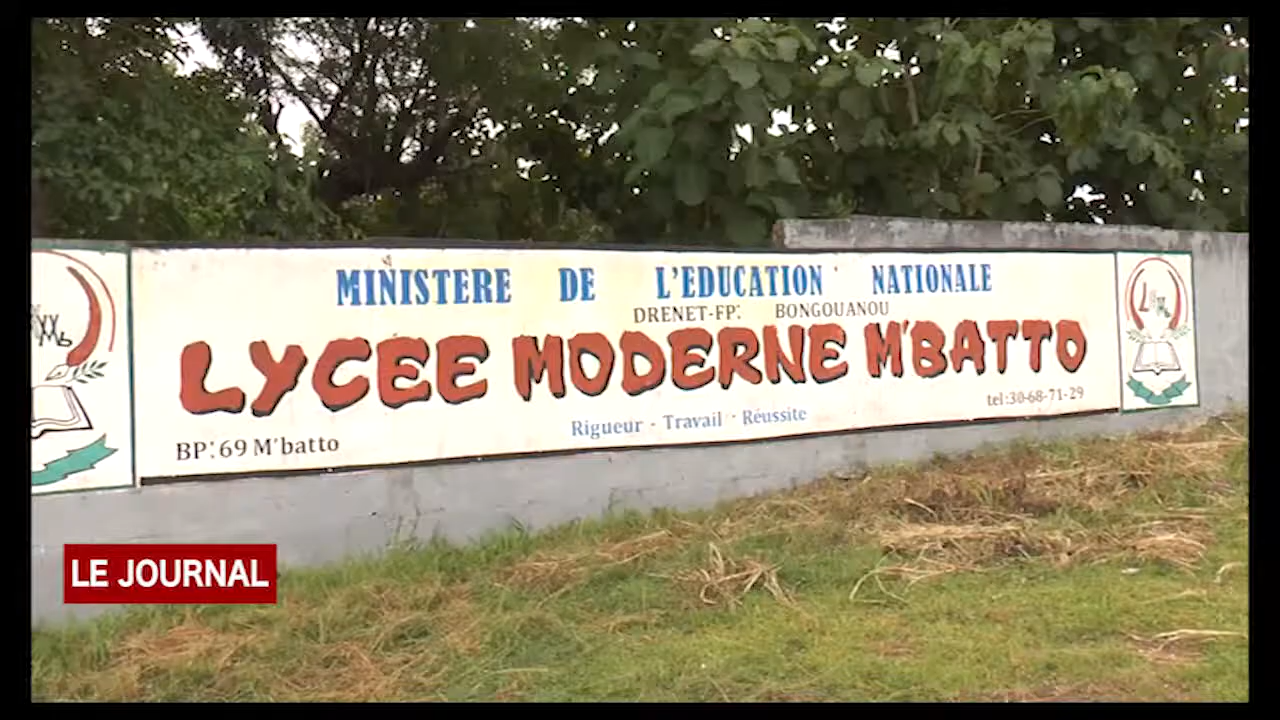 MINISTERE DE L'EDUCATION NATIONALE
DRENET-FP: BONGOUANOU
LYCÉE MODERNE M'BATTO
tel:30-68-71-29
Rigueur - Travail - Réussite
BP:69 M'batto
LE JOURNAL